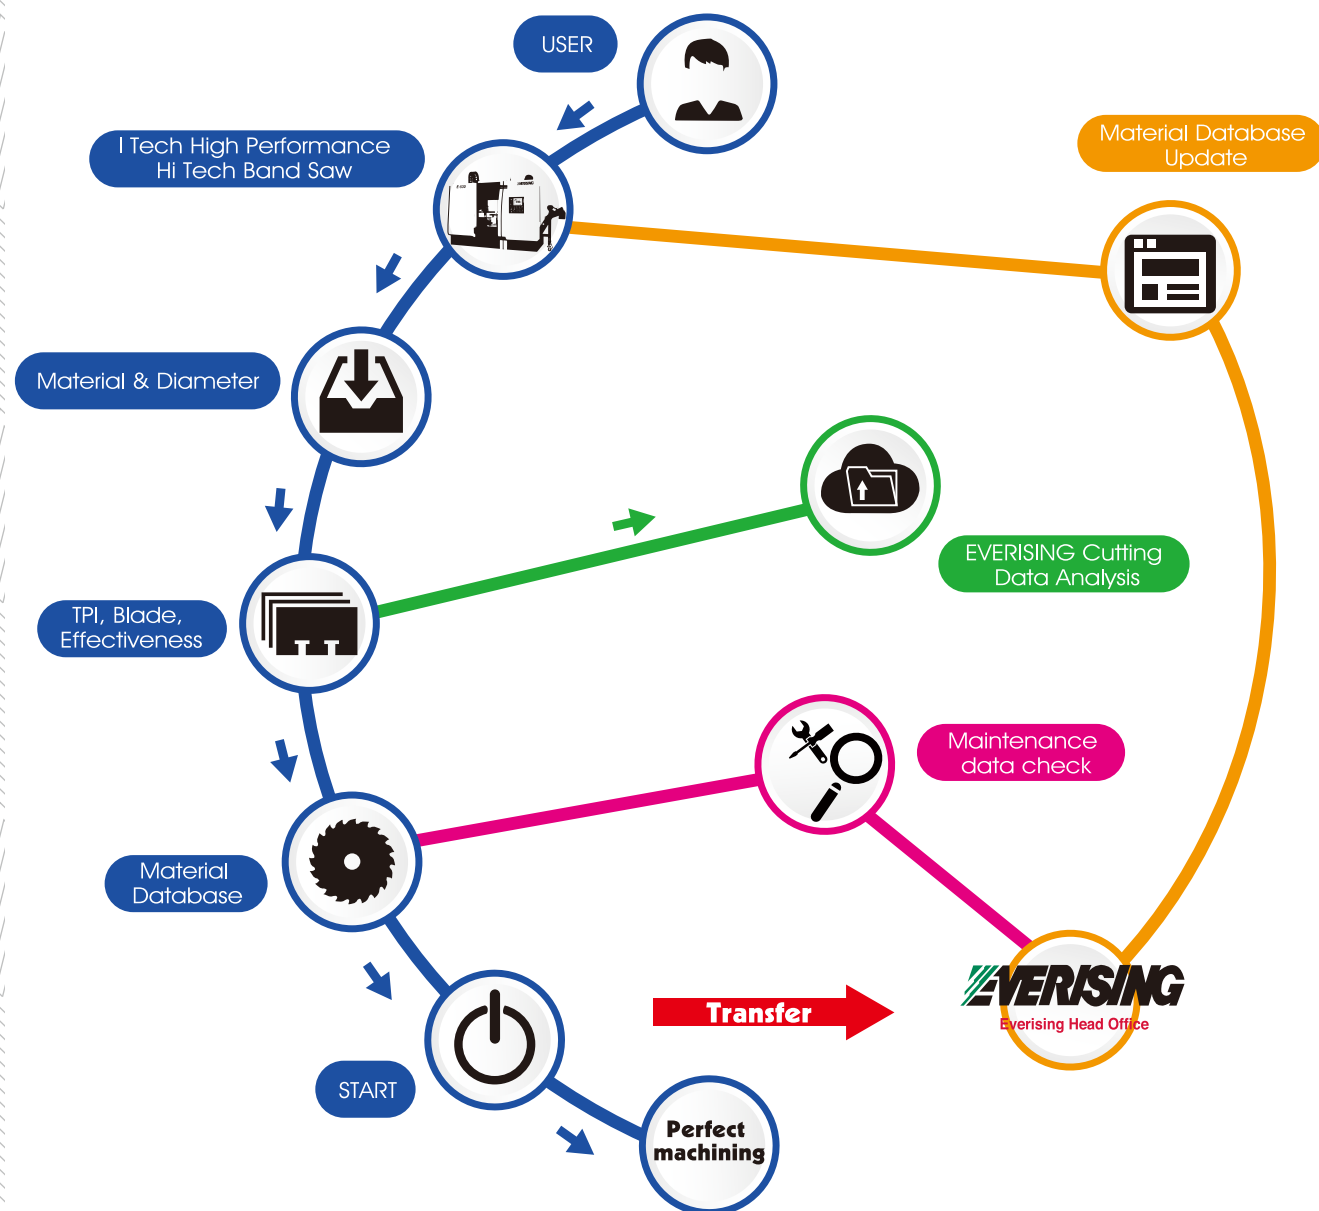 USER
I Tech High Performance
Hi Tech Band Saw
EVERISING
Material Database
Update
Material & Diameter
EVERISING Cutting
Data Analysis
TPI, Blade,
Effectiveness
Maintenance
data check
Material
Database
EVERISING
Everising Head Office
Transfer
START
Perfect
machining